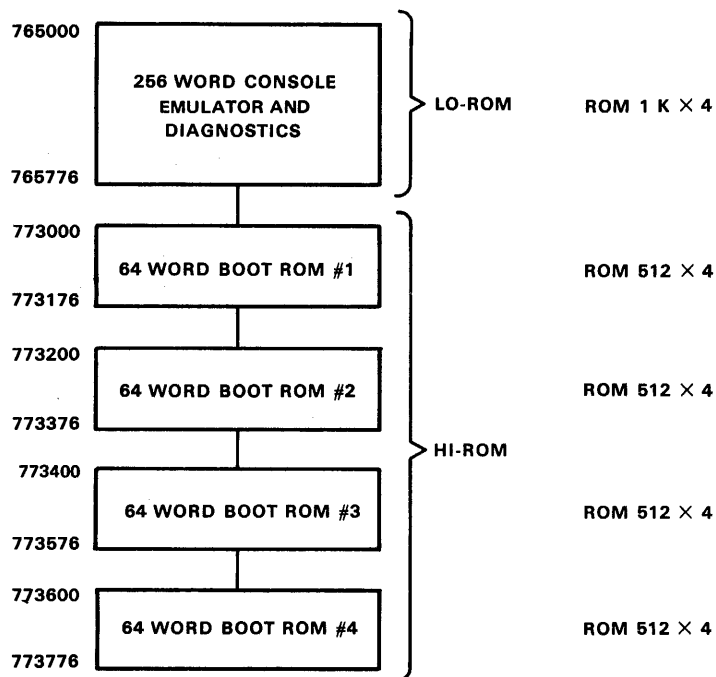 765000
256 WORD CONSOLE
EMULATOR AND
DIAGNOSTICS
765776
LO-ROM
ROM 1 K × 4
773000
64 WORD BOOT ROM #1
773176
ROM 512 × 4
773200
64 WORD BOOT ROM #2
773376
ROM 512 × 4
HI-ROM
773400
64 WORD BOOT ROM #3
773576
ROM 512 × 4
773600
64 WORD BOOT ROM #4
773776
ROM 512 × 4